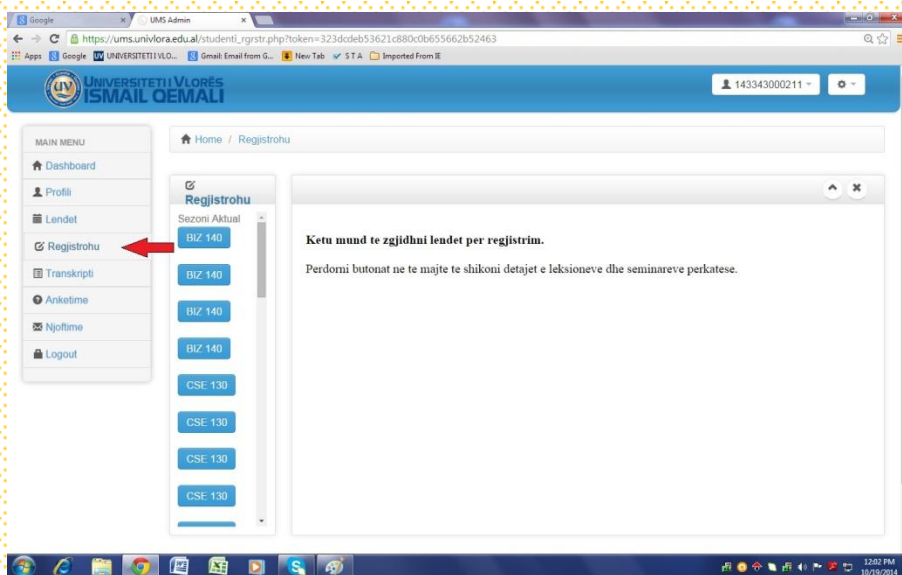 Google
UMS Admin
https://ums.univlora.edu.al/studenti_rgrstr.php?token=323dcdeb53621c880c0b655662b52463
Apps Google UV UNIVERSITETI I VLO... Gmail: Email from G... New Tab S T A Imported From IE
UNIVERSITETI I VLORËS
ISMAIL QEMALI
143343000211
MAIN MENU
Dashboard
Profili
Lendet
Regjistrohu
Transkripti
Anketime
Njoftime
Logout
Home / Regjistrohu
Regjistrohu
Sezoni Aktual
BIZ 140
BIZ 140
BIZ 140
BIZ 140
CSE 130
CSE 130
CSE 130
CSE 130
Ketu mund te zgjidhni lendet per regjistrim.
Perdorni butonat ne te majte te shikoni detajet e leksioneve dhe seminareve perkatese.
12:02 PM
10/19/2014